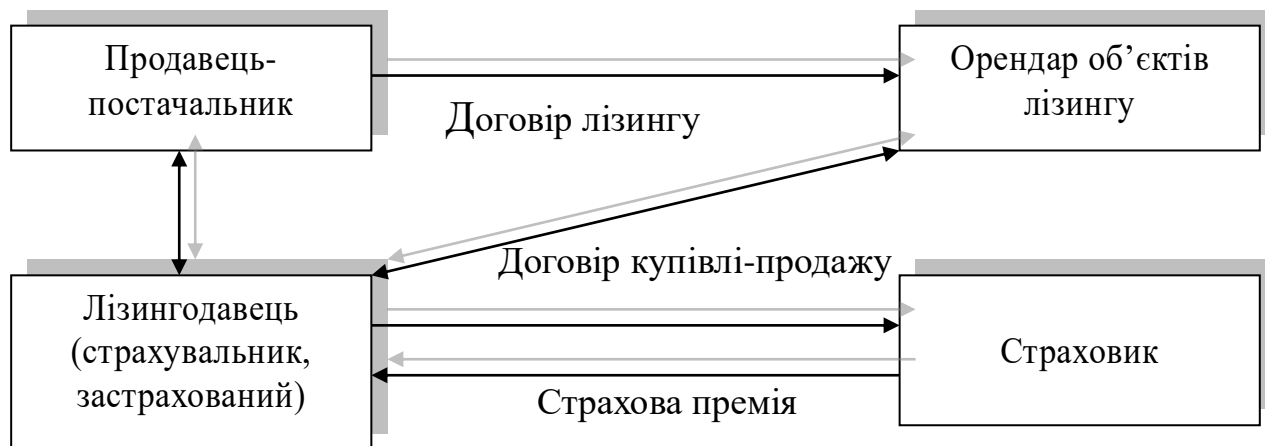 Продавець-
постачальник
Орендар об’єктів
лізингу
Договір лізингу
Договір купівлі-продажу
Лізингодавець
(страхувальник,
застрахований)
Страховик
Страхова премія